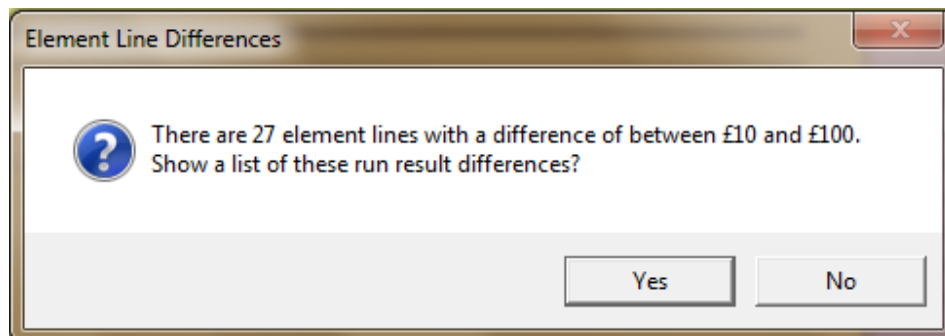 Element Line Differences
There are 27 element lines with a difference of between £10 and £100.
Show a list of these run result differences?
Yes
No